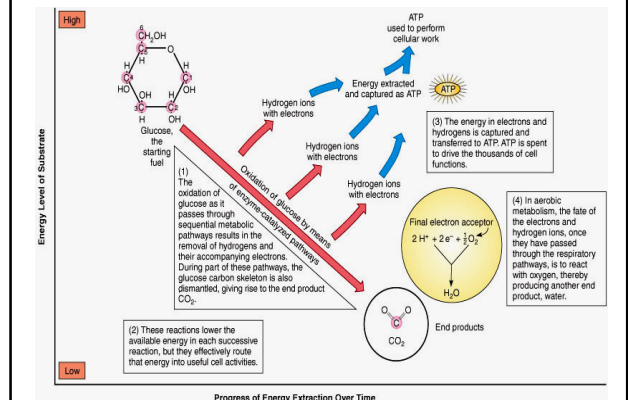 High
ATP
used to perform
cellular work
6
CH₂OH
C5
O
H
H
H
C4
C1
HO
OH
OH
3C
C2
H
OH
Glucose,
the
starting
fuel
Hydrogen ions
with electrons
Energy extracted
and captured as ATP
ATP
Hydrogen ions
with electrons
Hydrogen ions
with electrons
(3) The energy in electrons and
hydrogens is captured and
transferred to ATP. ATP is spent
to drive the thousands of cell
functions.
Energy Level of Substrate
Oxidation of glucose by means
of enzyme-catalyzed pathways
(1)
The
oxidation of
glucose as it
passes through
sequential metabolic
pathways results in the
removal of hydrogens and
their accompanying electrons.
During part of these pathways, the
glucose carbon skeleton is also
dismantled, giving rise to the end product
CO₂.
Final electron acceptor
2 H⁺ + 2e⁻ + ½O₂
H₂O
(4) In aerobic
metabolism, the fate of
the electrons and
hydrogen ions, once
they have passed
through the respiratory
pathways, is to react
with oxygen, thereby
producing another end
product, water.
O
O
C
CO₂
End products
(2) These reactions lower the
available energy in each successive
reaction, but they effectively route
that energy into useful cell activities.
Low
Progress of Energy Extraction Over Time